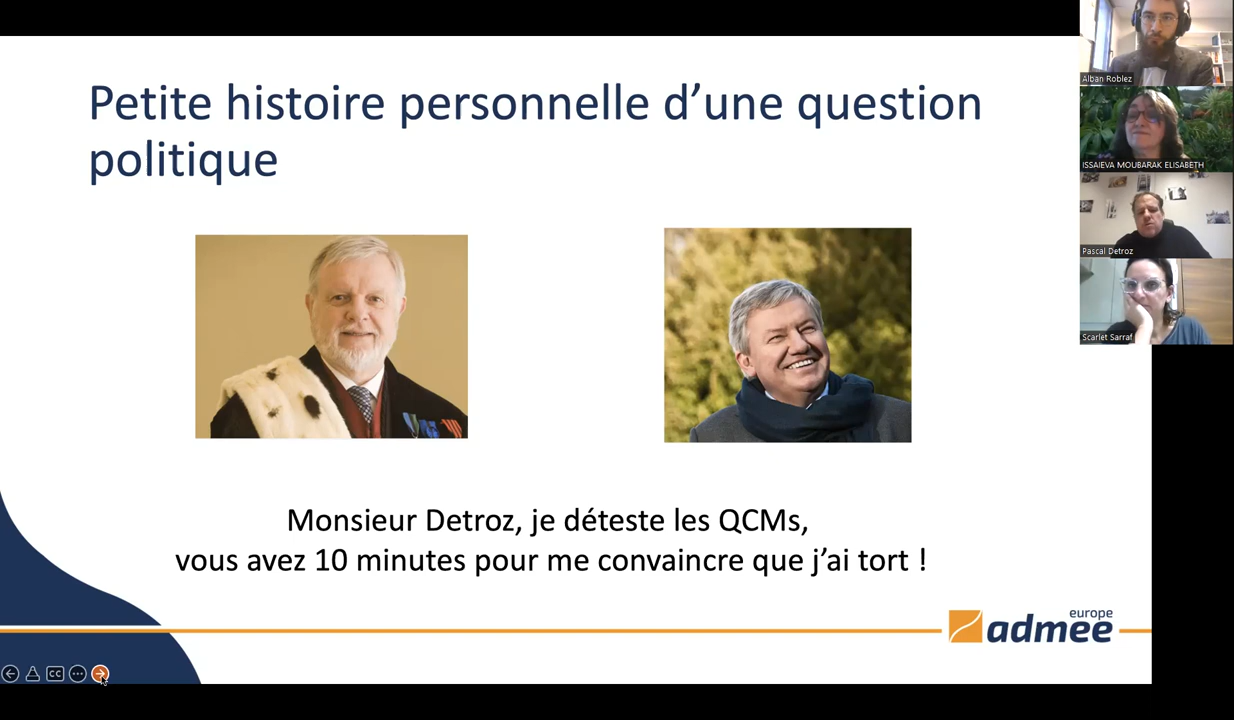 Petite histoire personnelle d’une question
politique
Monsieur Detroz, je déteste les QCMs,
vous avez 10 minutes pour me convaincre que j’ai tort !
europe
admee
CC
Alban Roblez
ISSAIEVA MOUBARAK ELISABETH
Pascal Detroz
Scarlet Sarraf